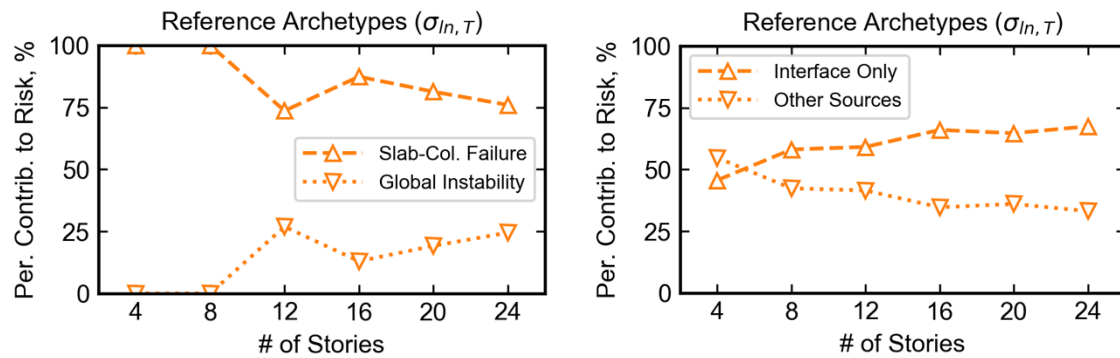 Reference Archetypes (σln, T)
Per. Contrib. to Risk, %
100
75
50
25
0
Slab-Col. Failure
Global Instability
4 8 12 16 20 24
# of Stories
Reference Archetypes (σln, T)
Per. Contrib. to Risk, %
100
75
50
25
0
Interface Only
Other Sources
4 8 12 16 20 24
# of Stories